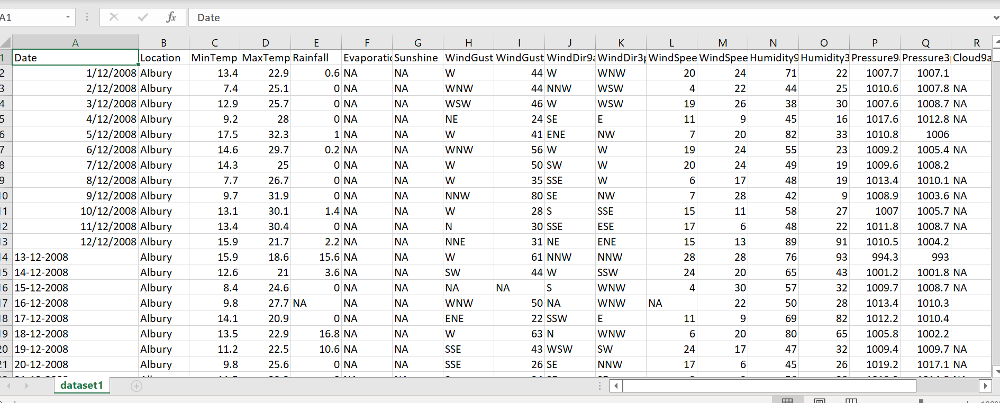 A1 fx Date
A B C D E F G H I J K L M N O P Q R
1 Date Location MinTemp MaxTemp Rainfall Evaporatic Sunshine WindGust WindGust WindDir9a WindDir3p WindSpee WindSpee Humidity9 Humidity3 Pressure9 Pressure3 Cloud9a
2 1/12/2008 Albury 13.4 22.9 0.6 NA NA W 44 W WNW 20 24 71 22 1007.7 1007.1
3 2/12/2008 Albury 7.4 25.1 0 NA NA WNW 44 NNW WSW 4 22 44 25 1010.6 1007.8 NA
4 3/12/2008 Albury 12.9 25.7 0 NA NA WSW 46 W WSW 19 26 38 30 1007.6 1008.7 NA
5 4/12/2008 Albury 9.2 28 0 NA NA NE 24 SE E 11 9 45 16 1017.6 1012.8 NA
6 5/12/2008 Albury 17.5 32.3 1 NA NA W 41 ENE NW 7 20 82 33 1010.8 1006
7 6/12/2008 Albury 14.6 29.7 0.2 NA NA WNW 56 W W 19 24 55 23 1009.2 1005.4 NA
8 7/12/2008 Albury 14.3 25 0 NA NA W 50 SW W 20 24 49 19 1009.6 1008.2
9 8/12/2008 Albury 7.7 26.7 0 NA NA W 35 SSE W 6 17 48 19 1013.4 1010.1 NA
10 9/12/2008 Albury 9.7 31.9 0 NA NA NNW 80 SE NW 7 28 42 9 1008.9 1003.6 NA
11 10/12/2008 Albury 13.1 30.1 1.4 NA NA W 28 S SSE 15 11 58 27 1007 1005.7 NA
12 11/12/2008 Albury 13.4 30.4 0 NA NA N 30 SSE ESE 17 6 48 22 1011.8 1008.7 NA
13 12/12/2008 Albury 15.9 21.7 2.2 NA NA NNE 31 NE ENE 15 13 89 91 1010.5 1004.2
14 13-12-2008 Albury 15.9 18.6 15.6 NA NA W 61 NNW NNW 28 28 76 93 994.3 993
15 14-12-2008 Albury 12.6 21 3.6 NA NA SW 44 W SSW 24 20 65 43 1001.2 1001.8 NA
16 15-12-2008 Albury 8.4 24.6 0 NA NA NA NA S WNW 4 30 57 32 1009.7 1008.7 NA
17 16-12-2008 Albury 9.8 27.7 NA NA NA WNW 50 NA WNW NA 22 50 28 1013.4 1010.3
18 17-12-2008 Albury 14.1 20.9 0 NA NA ENE 22 SSW E 11 9 69 82 1012.2 1010.4
19 18-12-2008 Albury 13.5 22.9 16.8 NA NA W 63 N WNW 6 20 80 65 1005.8 1002.2
20 19-12-2008 Albury 11.2 22.5 10.6 NA NA SSE 43 WSW SW 24 17 47 32 1009.4 1009.7 NA
21 20-12-2008 Albury 9.8 25.6 0 NA NA SSE 26 SE NNW 17 6 45 26 1019.2 1017.1 NA
dataset1